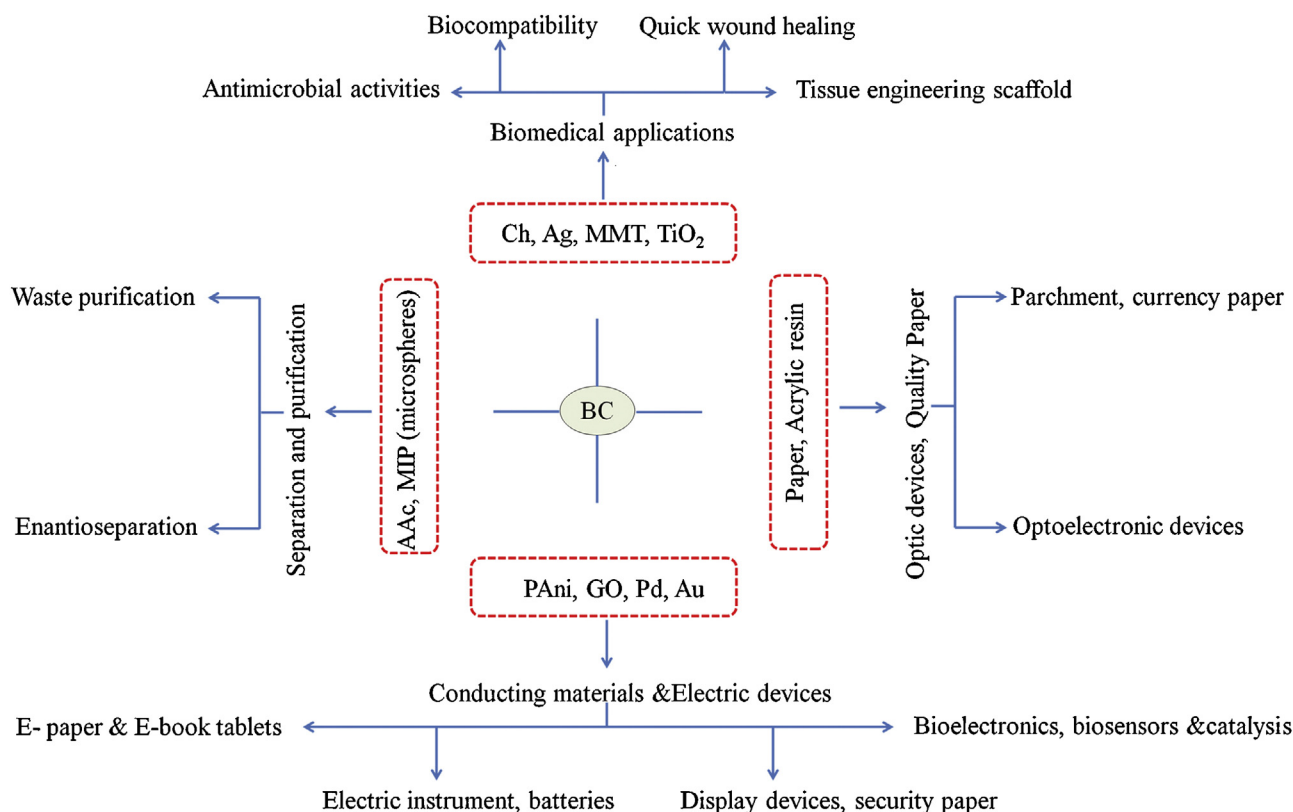 Biocompatibility
Quick wound healing
Antimicrobial activities
Tissue engineering scaffold
Biomedical applications
Ch, Ag, MMT, TiO₂
Waste purification
Enantioseparation
Separation and purification
AAc, MIP (microspheres)
BC
Paper, Acrylic resin
Optic devices, Quality Paper
Parchment, currency paper
Optoelectronic devices
PAni, GO, Pd, Au
Conducting materials &Electric devices
E- paper & E-book tablets
Bioelectronics, biosensors &catalysis
Electric instrument, batteries
Display devices, security paper